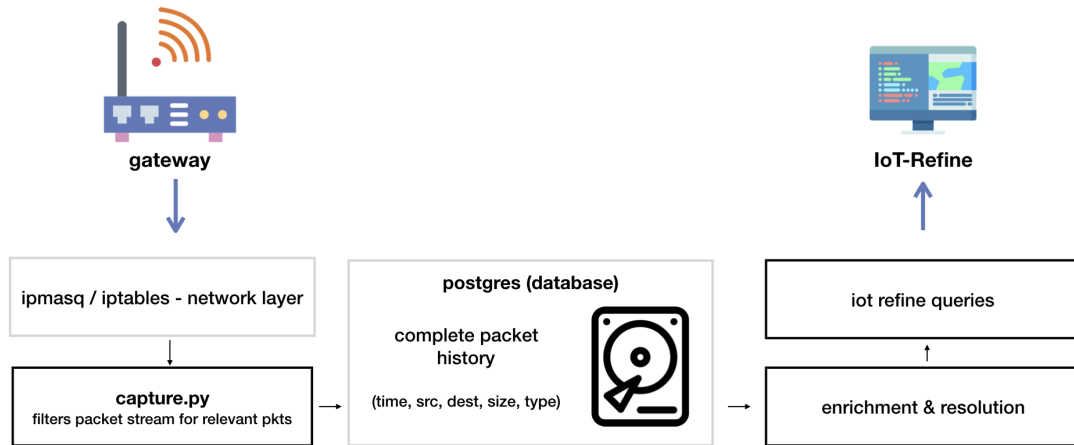 gateway
IoT-Refine
ipmasq / iptables - network layer
capture.py
filters packet stream for relevant pkts
postgres (database)
complete packet
history
(time, src, dest, size, type)
iot refine queries
enrichment & resolution